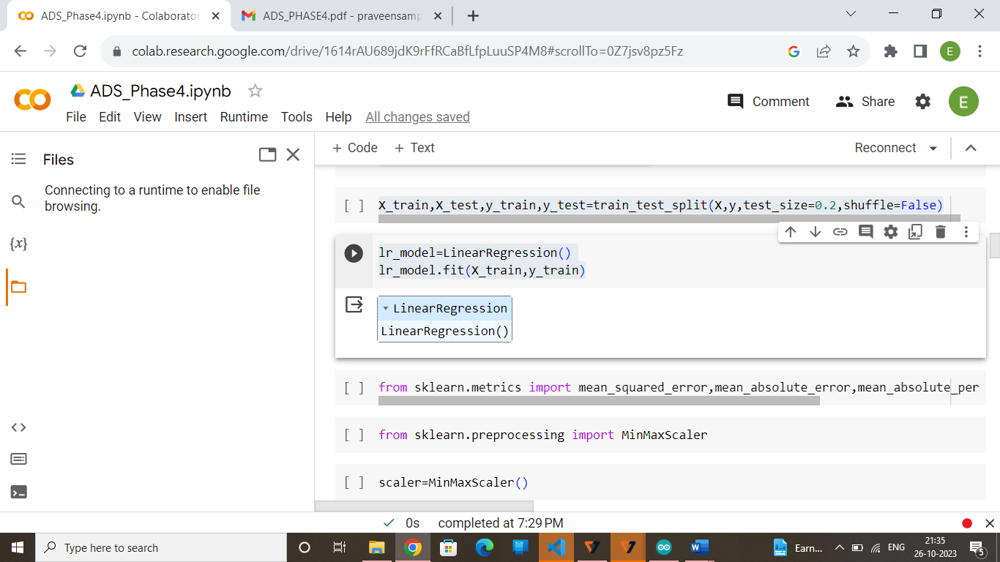 ADS_Phase4.ipynb - Colaborator
ADS_PHASE4.pdf - praveensamp
colab.research.google.com/drive/1614rAU689jdK9rFfRCaBfLfpLuuSP4M8#scrollTo=0Z7jsv8pz5Fz
E
ADS_Phase4.ipynb
File Edit View Insert Runtime Tools Help All changes saved
Comment
Share
E
Files
Connecting to a runtime to enable file
browsing.
{x}
+ Code + Text
Reconnect
[ ] X_train,X_test,y_train,y_test=train_test_split(X,y,test_size=0.2,shuffle=False)
lr_model=LinearRegression()
lr_model.fit(X_train,y_train)
▾ LinearRegression
LinearRegression()
[ ] from sklearn.metrics import mean_squared_error,mean_absolute_error,mean_absolute_per
[ ] from sklearn.preprocessing import MinMaxScaler
[ ] scaler=MinMaxScaler()
✓ 0s completed at 7:29 PM
Type here to search
Earn...
ENG
21:35
26-10-2023
5